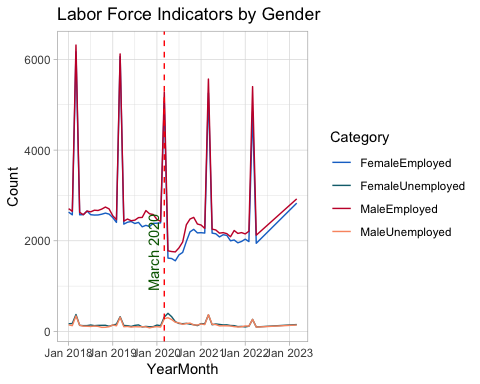 Labor Force Indicators by Gender
Count
6000
4000
2000
0
March 2020
Jan 2018 Jan 2019 Jan 2020 Jan 2021 Jan 2022 Jan 2023
YearMonth
Category
FemaleEmployed
FemaleUnemployed
MaleEmployed
MaleUnemployed